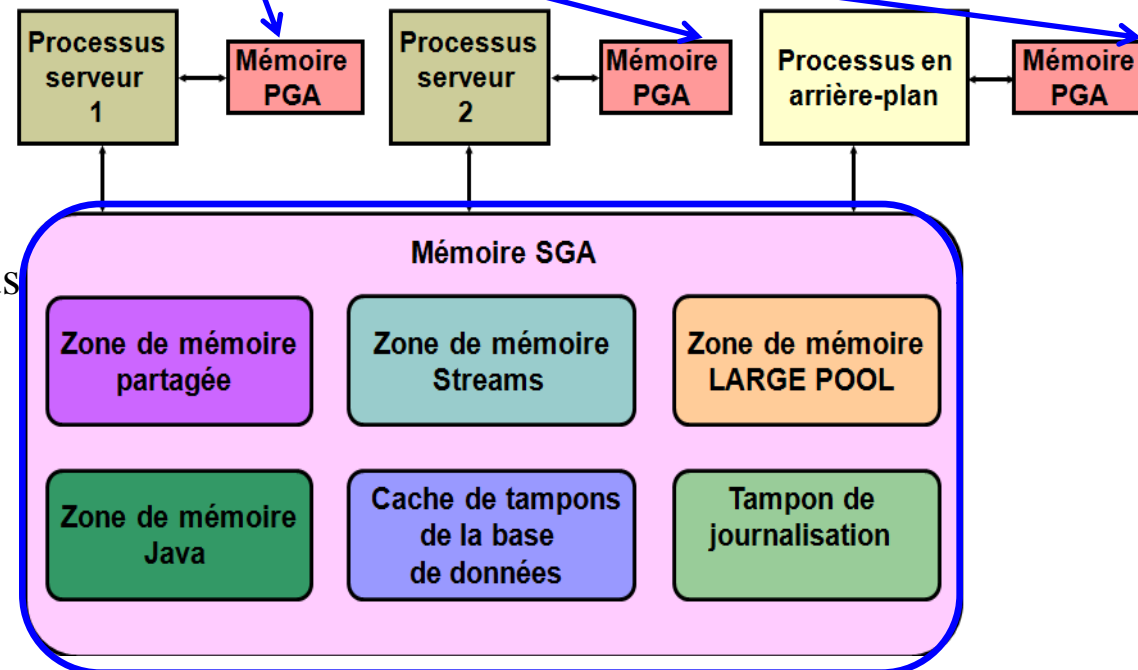 Processus
serveur
1
Mémoire
PGA
Processus
serveur
2
Mémoire
PGA
Processus en
arrière-plan
Mémoire
PGA
Mémoire SGA
Zone de mémoire
partagée
Zone de mémoire
Streams
Zone de mémoire
LARGE POOL
Zone de mémoire
Java
Cache de tampons
de la base
de données
Tampon de
journalisation